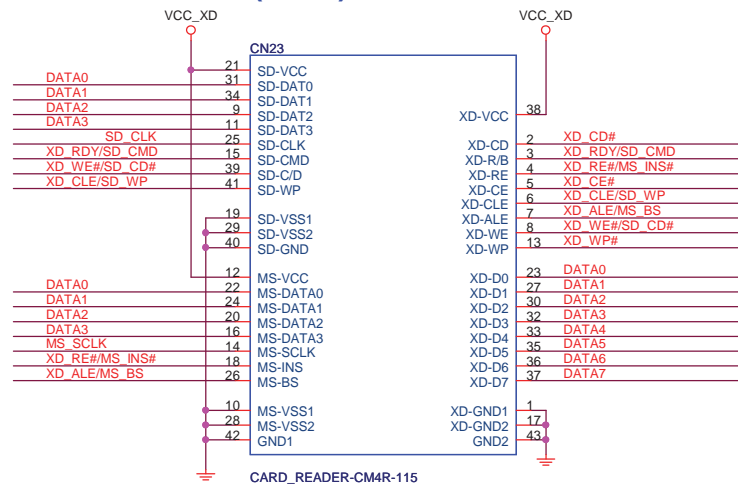 VCC_XD
VCC_XD
CN23
21 SD-VCC
DATA0 31 SD-DAT0
DATA1 34 SD-DAT1
DATA2 9 SD-DAT2
DATA3 11 SD-DAT3
SD_CLK 25 SD-CLK
XD_RDY/SD_CMD 15 SD-CMD
XD_WE#/SD_CD# 39 SD-C/D
XD_CLE/SD_WP 41 SD-WP
19 SD-VSS1
29 SD-VSS2
40 SD-GND
12 MS-VCC
DATA0 22 MS-DATA0
DATA1 24 MS-DATA1
DATA2 20 MS-DATA2
DATA3 16 MS-DATA3
MS_SCLK 14 MS-SCLK
XD_RE#/MS_INS# 18 MS-INS
XD_ALE/MS_BS 26 MS-BS
10 MS-VSS1
28 MS-VSS2
42 GND1
XD-VCC 38
XD-CD 2 XD_CD#
XD-R/B 3 XD_RDY/SD_CMD
XD-RE 4 XD_RE#/MS_INS#
XD-CE 5 XD_CE#
XD-CLE 6 XD_CLE/SD_WP
XD-ALE 7 XD_ALE/MS_BS
XD-WE 8 XD_WE#/SD_CD#
XD-WP 13 XD_WP#
XD-D0 23 DATA0
XD-D1 27 DATA1
XD-D2 30 DATA2
XD-D3 32 DATA3
XD-D4 33 DATA4
XD-D5 35 DATA5
XD-D6 36 DATA6
XD-D7 37 DATA7
XD-GND1 1
XD-GND2 17
GND2 43
CARD_READER-CM4R-115